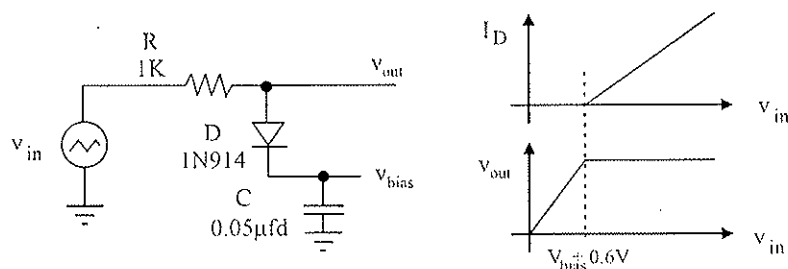 R
1K
v_out
v_in
D
1N914
v_bias
C
0.05µfd
I_D
v_in
v_out
V_bias + 0.6V
v_in